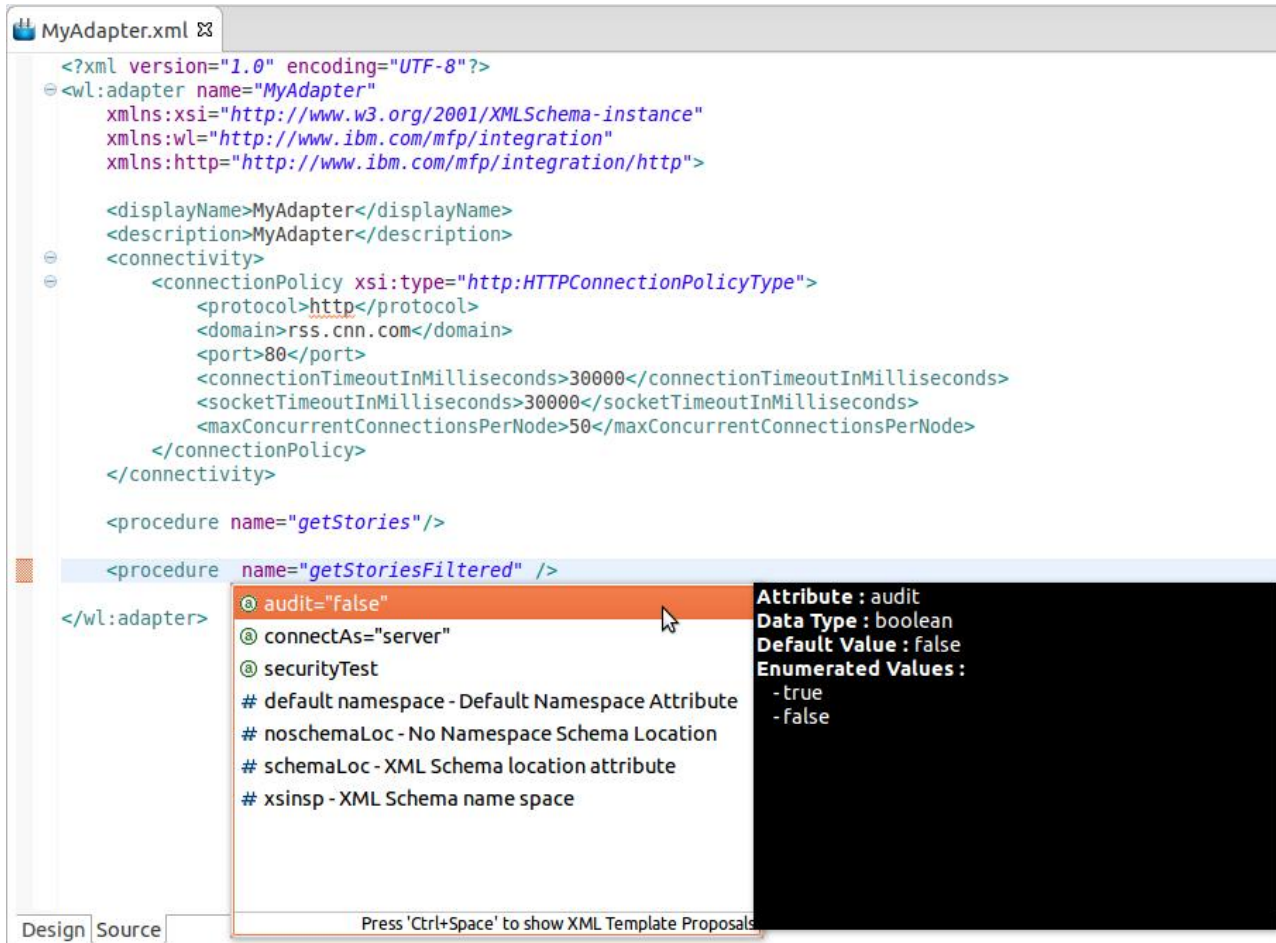 MyAdapter.xml
<?xml version="1.0" encoding="UTF-8"?>
<wl:adapter name="MyAdapter"
xmlns:xsi="http://www.w3.org/2001/XMLSchema-instance"
xmlns:wl="http://www.ibm.com/mfp/integration"
xmlns:http="http://www.ibm.com/mfp/integration/http">
<displayName>MyAdapter</displayName>
<description>MyAdapter</description>
<connectivity>
<connectionPolicy xsi:type="http:HTTPConnectionPolicyType">
<protocol>http</protocol>
<domain>rss.cnn.com</domain>
<port>80</port>
<connectionTimeoutInMilliseconds>30000</connectionTimeoutInMilliseconds>
<socketTimeoutInMilliseconds>30000</socketTimeoutInMilliseconds>
<maxConcurrentConnectionsPerNode>50</maxConcurrentConnectionsPerNode>
</connectionPolicy>
</connectivity>
<procedure name="getStories"/>
<procedure  name="getStoriesFiltered" />
</wl:adapter>
audit="false"
connectAs="server"
securityTest
# default namespace - Default Namespace Attribute
# noschemaLoc - No Namespace Schema Location
# schemaLoc - XML Schema location attribute
# xsinsp - XML Schema name space
Press 'Ctrl+Space' to show XML Template Proposals
Attribute : audit
Data Type : boolean
Default Value : false
Enumerated Values :
- true
- false
Design Source